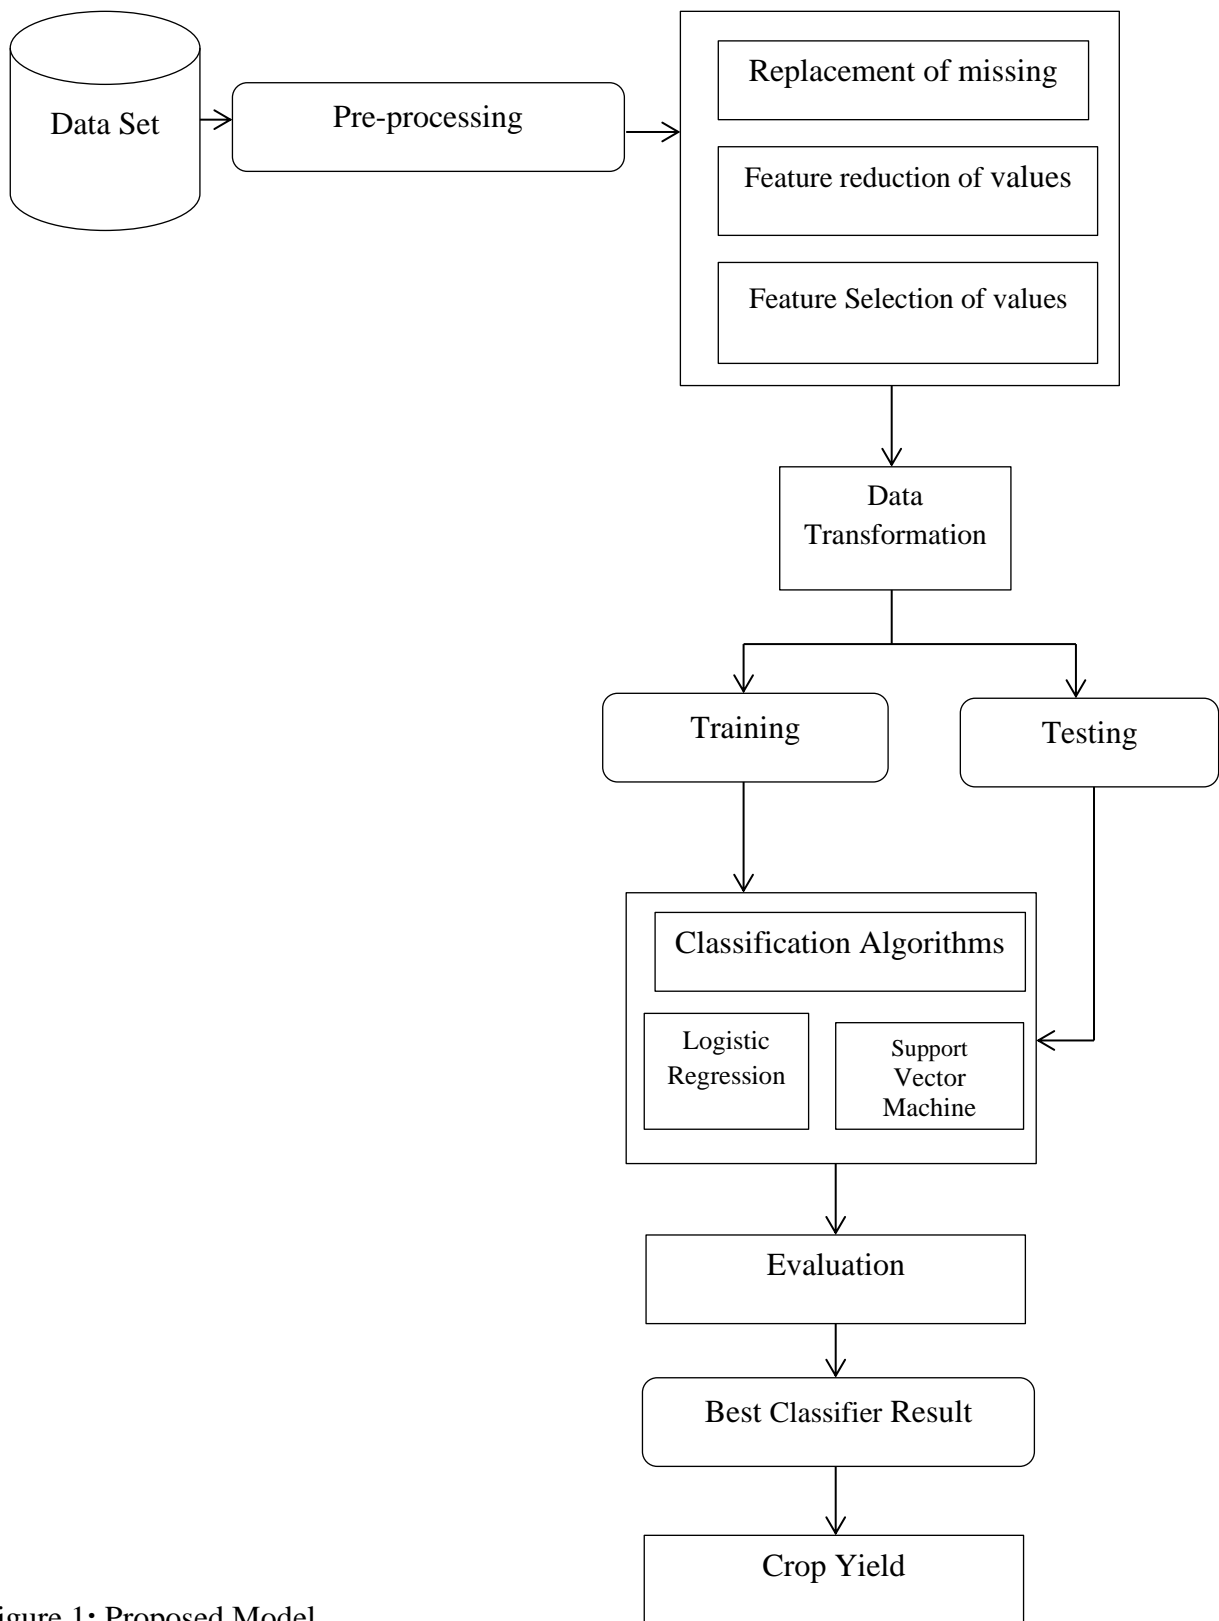 Data Set
Pre-processing
Replacement of missing
Feature reduction of values
Feature Selection of values
Data
Transformation
Training
Testing
Classification Algorithms
Logistic
Regression
Support
Vector
Machine
Evaluation
Best Classifier Result
Crop Yield
igure 1: Proposed Model